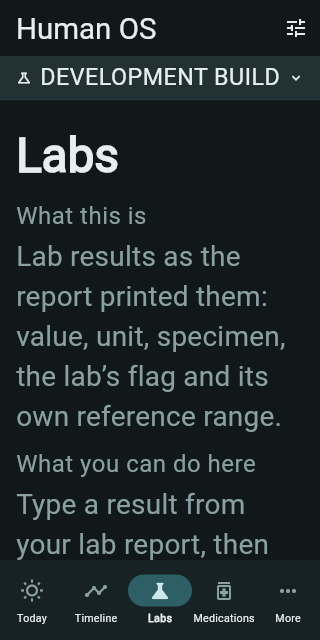 Human OS
DEVELOPMENT BUILD
Labs
What this is
Lab results as the
report printed them:
value, unit, specimen,
the lab’s flag and its
own reference range.
What you can do here
Type a result from
your lab report, then
Today
Timeline
Labs
Medications
More